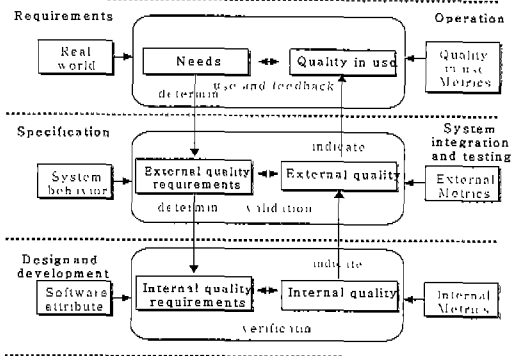 Requirements
Operation
Real
world
Needs
Quality in use
Quality
in use
Metrics
use and feedback
determin
Specification
indicate
System
integration
and testing
System
behavior
External quality
requirements
External quality
External
Metrics
determin
validation
Design and
development
indicate
Software
attribute
Internal quality
requirements
Internal quality
Internal
Metrics
verificatin